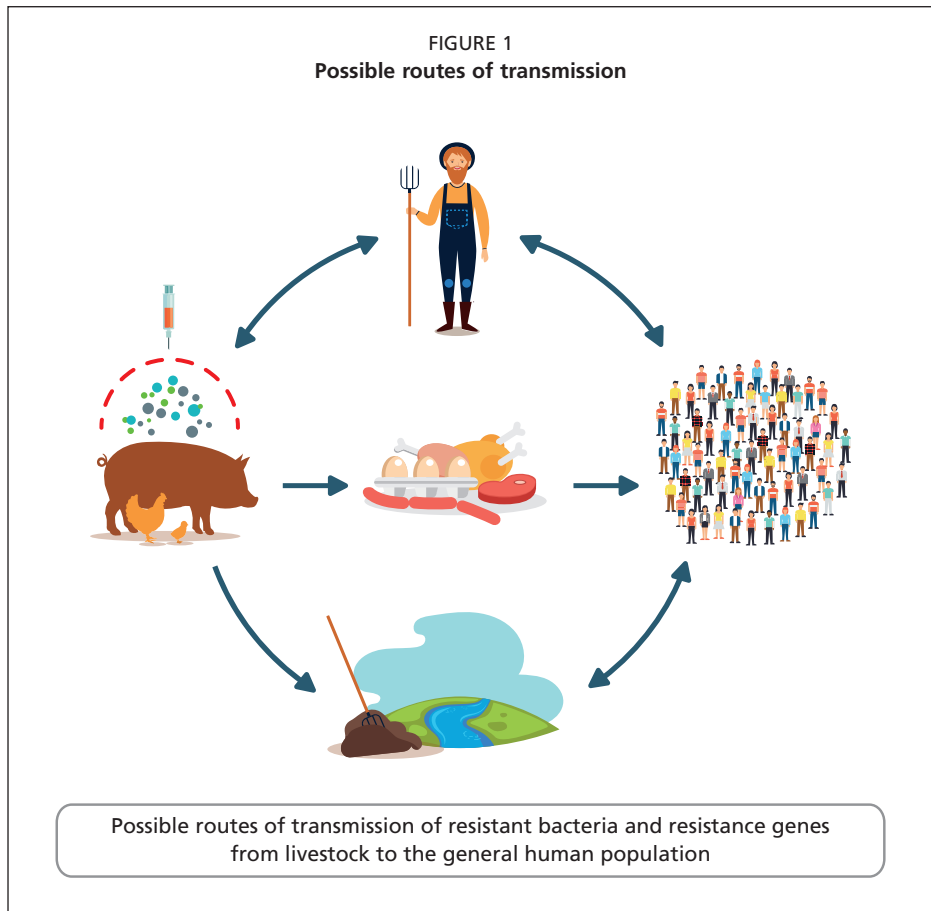 FIGURE 1
Possible routes of transmission
Possible routes of transmission of resistant bacteria and resistance genes
from livestock to the general human population